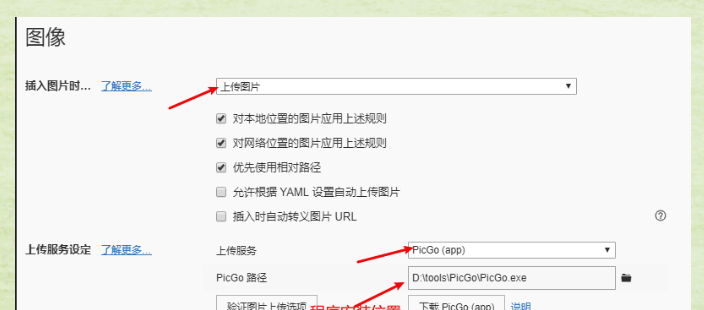 图像
插入图片时... 了解更多... 上传图片
对本地位置的图片应用上述规则
对网络位置的图片应用上述规则
优先使用相对路径
允许根据 YAML 设置自动上传图片
插入时自动转义图片 URL
上传服务设定 了解更多... 上传服务 PicGo (app)
PicGo 路径 D:\tools\PicGo\PicGo.exe
验证图片上传选项 程序安装位置 下载 PicGo (app) 说明